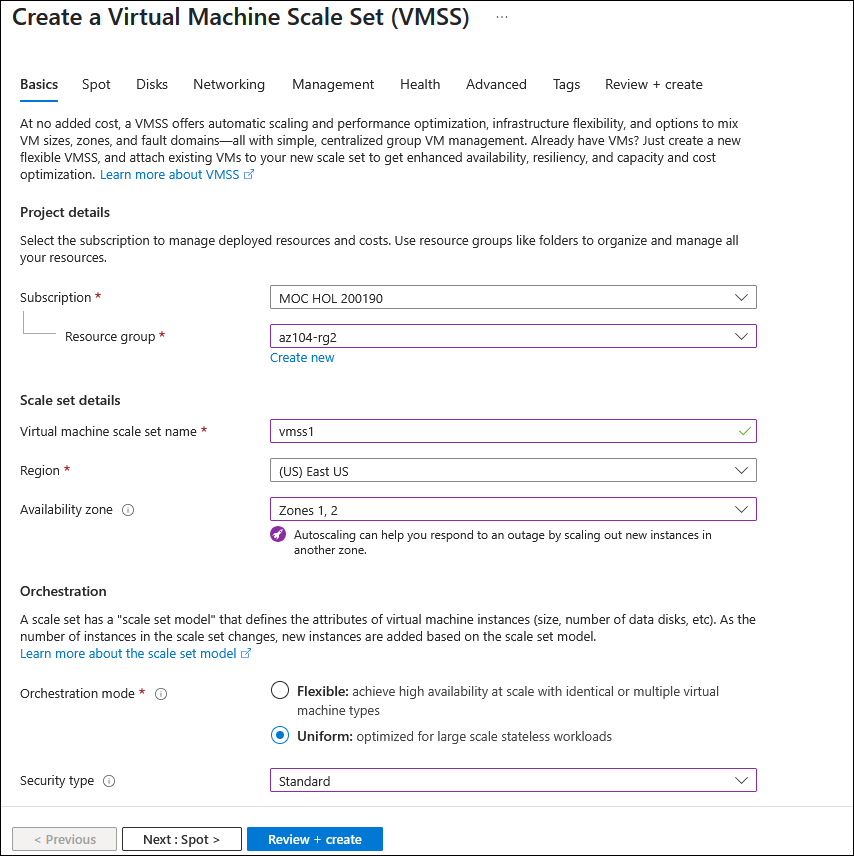 Create a Virtual Machine Scale Set (VMSS) ...
Basics Spot Disks Networking Management Health Advanced Tags Review + create
At no added cost, a VMSS offers automatic scaling and performance optimization, infrastructure flexibility, and options to mix
VM sizes, zones, and fault domains—all with simple, centralized group VM management. Already have VMs? Just create a new
flexible VMSS, and attach existing VMs to your new scale set to get enhanced availability, resiliency, and capacity and cost
optimization. Learn more about VMSS
Project details
Select the subscription to manage deployed resources and costs. Use resource groups like folders to organize and manage all
your resources.
Subscription * MOC HOL 200190
Resource group * az104-rg2
Create new
Scale set details
Virtual machine scale set name * vmss1
Region * (US) East US
Availability zone Zones 1, 2
Autoscaling can help you respond to an outage by scaling out new instances in
another zone.
Orchestration
A scale set has a "scale set model" that defines the attributes of virtual machine instances (size, number of data disks, etc). As the
number of instances in the scale set changes, new instances are added based on the scale set model.
Learn more about the scale set model
Orchestration mode * Flexible: achieve high availability at scale with identical or multiple virtual
machine types
Uniform: optimized for large scale stateless workloads
Security type Standard
< Previous Next : Spot > Review + create